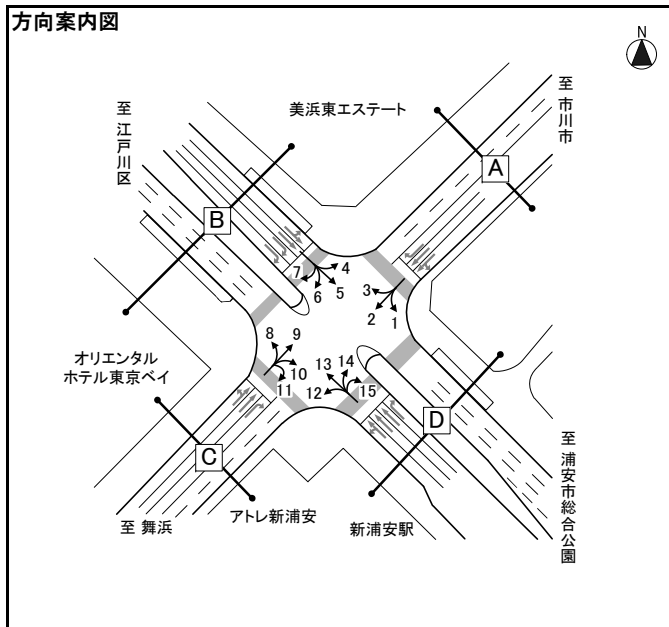 方向案内図
N
美浜東エステート
至 市川市
至 江戸川区
A
B
4
7
3
6
5
2
1
8
9
13
14
10
15
11
12
オリエンタル
ホテル東京ベイ
D
C
至 浦安市総合公園
アトレ新浦安
新浦安駅
至 舞浜